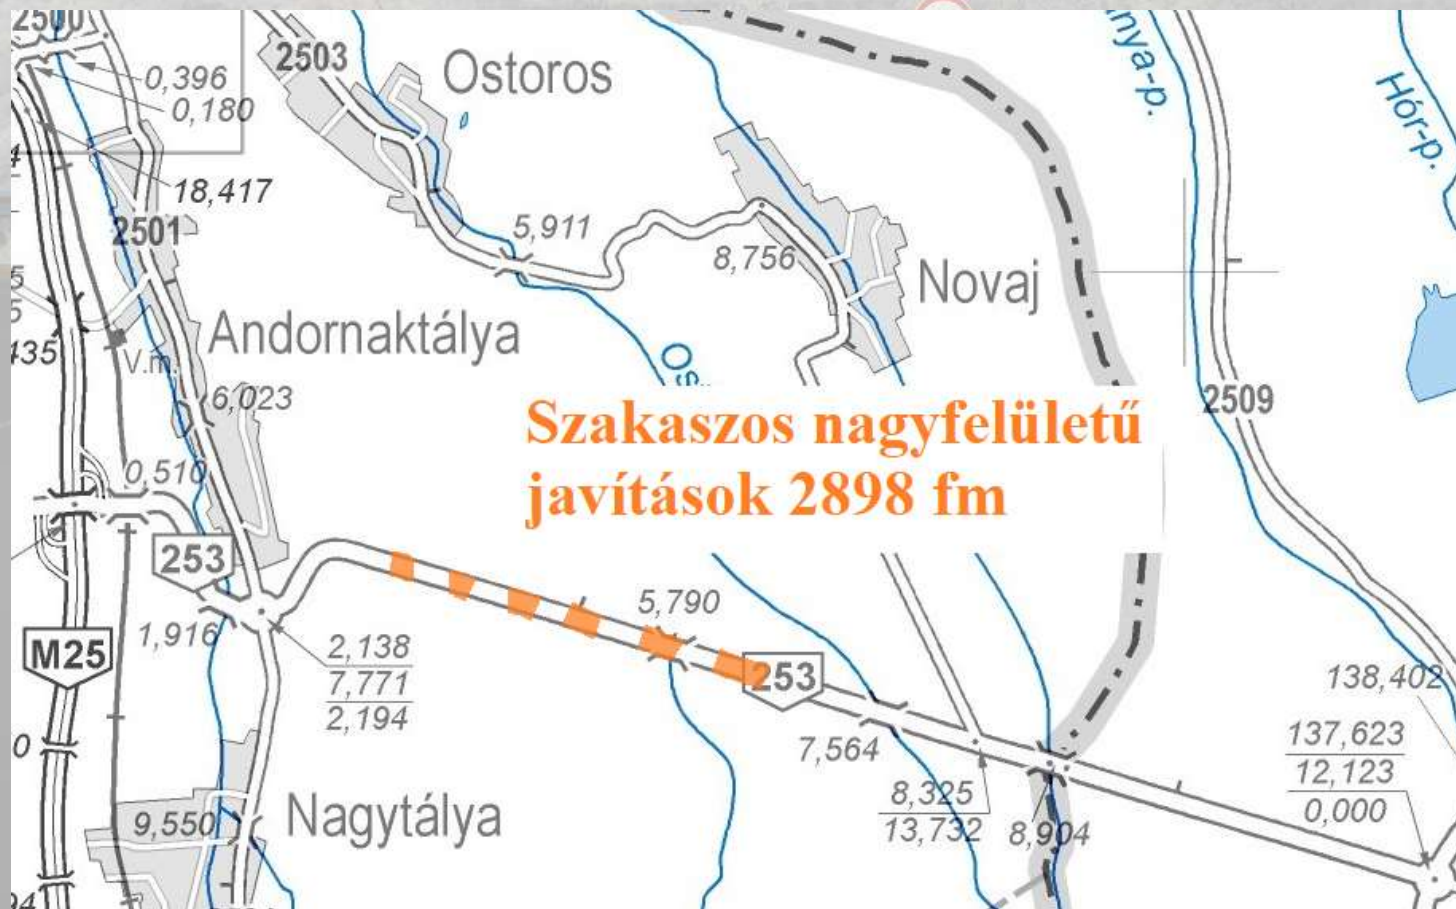 2500
2503
Ostoros
0,396
0,180
nya-p.
Hór-p.
18,417
2501
5,911
8,756
Novaj
Andornaktálya
435
V.m.
6,023
Os
2509
Szakaszos nagyfelületű
javítások 2898 fm
0,510
253
5,790
1,916
M25
2,138
7,771
2,194
253
138,402
7,564
137,623
12,123
0,000
8,325
13,732
8,904
Nagytálya
9,550